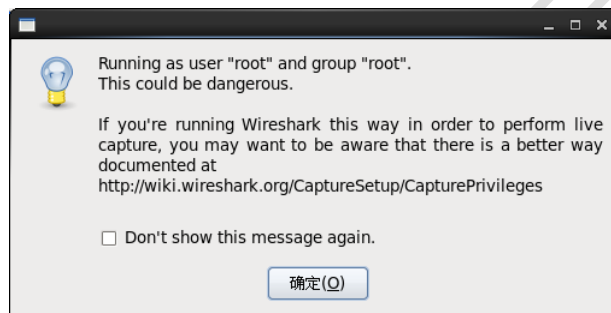 Running as user "root" and group "root".
This could be dangerous.
If you're running Wireshark this way in order to perform live
capture, you may want to be aware that there is a better way
documented at
http://wiki.wireshark.org/CaptureSetup/CapturePrivileges
Don't show this message again.
确定(O)